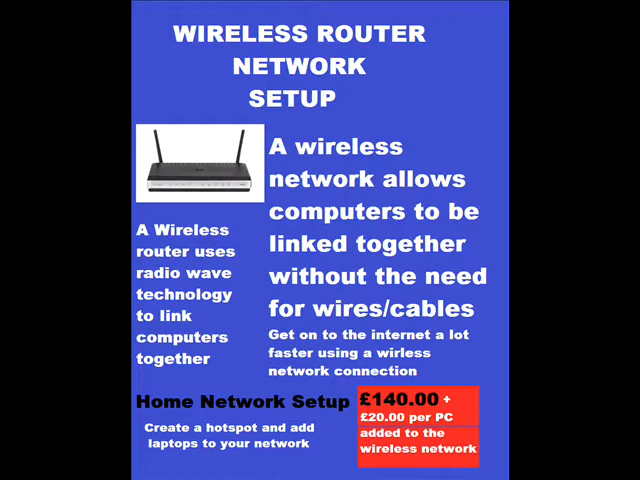 WIRELESS ROUTER
NETWORK
SETUP
A wireless
network allows
computers to be
linked together
without the need
for wires/cables
A Wireless
router uses
radio wave
technology
to link
computers
together
Get on to the internet a lot
faster using a wirless
network connection
Home Network Setup
Create a hotspot and add
laptops to your network
£140.00 +
£20.00 per PC
added to the
wireless network